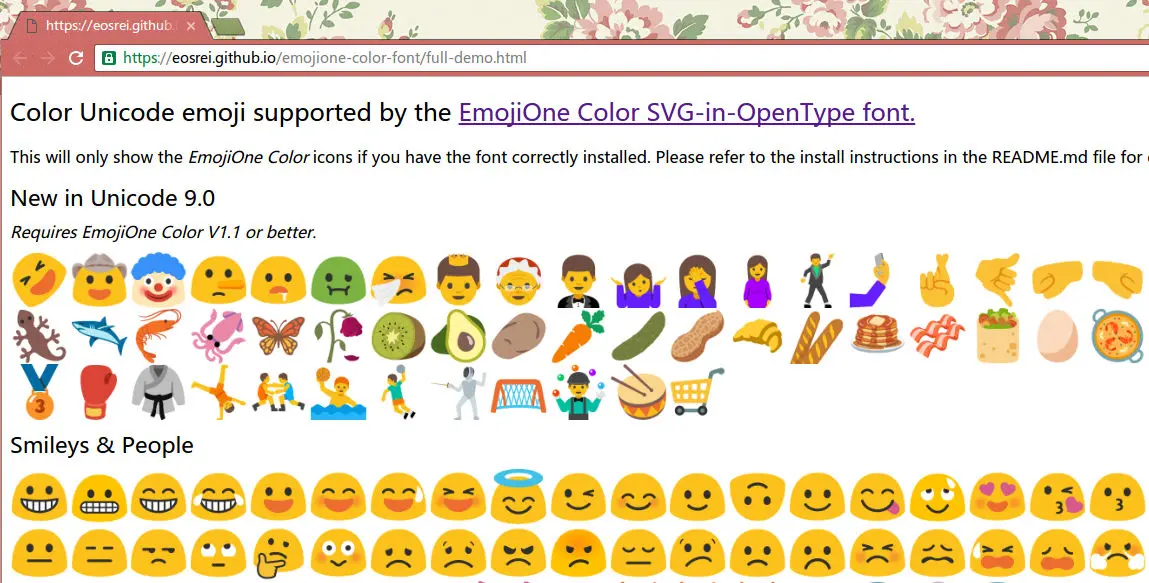 https://eosrei.github.
https://eosrei.github.io/emojione-color-font/full-demo.html
Color Unicode emoji supported by the EmojiOne Color SVG-in-OpenType font.
This will only show the EmojiOne Color icons if you have the font correctly installed. Please refer to the install instructions in the README.md file for
New in Unicode 9.0
Requires EmojiOne Color V1.1 or better.
3
Smileys & People